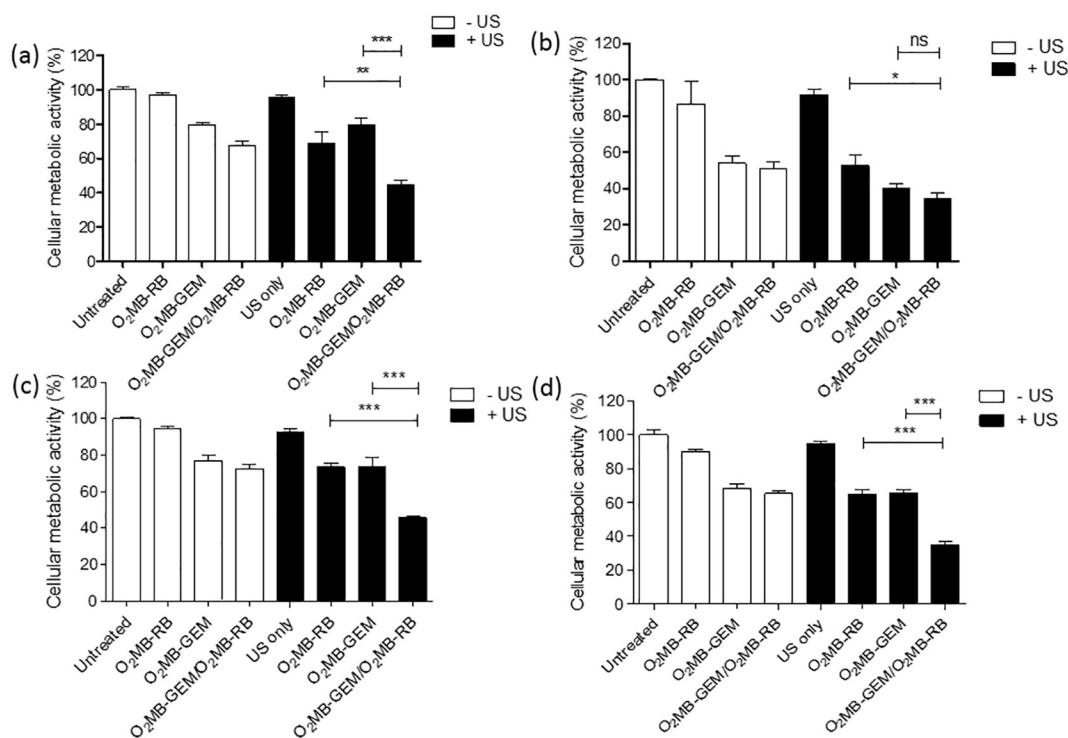 (a)
- US
+ US
***
**
Cellular metabolic activity (%)
120
100
80
60
40
20
0
Untreated
O₂MB-RB
O₂MB-GEM
O₂MB-GEM/O₂MB-RB
US only
O₂MB-RB
O₂MB-GEM
O₂MB-GEM/O₂MB-RB
(b)
- US
+ US
ns
*
Cellular metabolic activity (%)
100
80
60
40
20
0
Untreated
O₂MB-RB
O₂MB-GEM
O₂MB-GEM/O₂MB-RB
US only
O₂MB-RB
O₂MB-GEM
O₂MB-GEM/O₂MB-RB
(c)
- US
+ US
***
***
Cellular metabolic activity (%)
120
100
80
60
40
20
0
Untreated
O₂MB-RB
O₂MB-GEM
O₂MB-GEM/O₂MB-RB
US only
O₂MB-RB
O₂MB-GEM
O₂MB-GEM/O₂MB-RB
(d)
- US
+ US
***
***
Cellular metabolic activity (%)
120
100
80
60
40
20
0
Untreated
O₂MB-RB
O₂MB-GEM
O₂MB-GEM/O₂MB-RB
US only
O₂MB-RB
O₂MB-GEM
O₂MB-GEM/O₂MB-RB